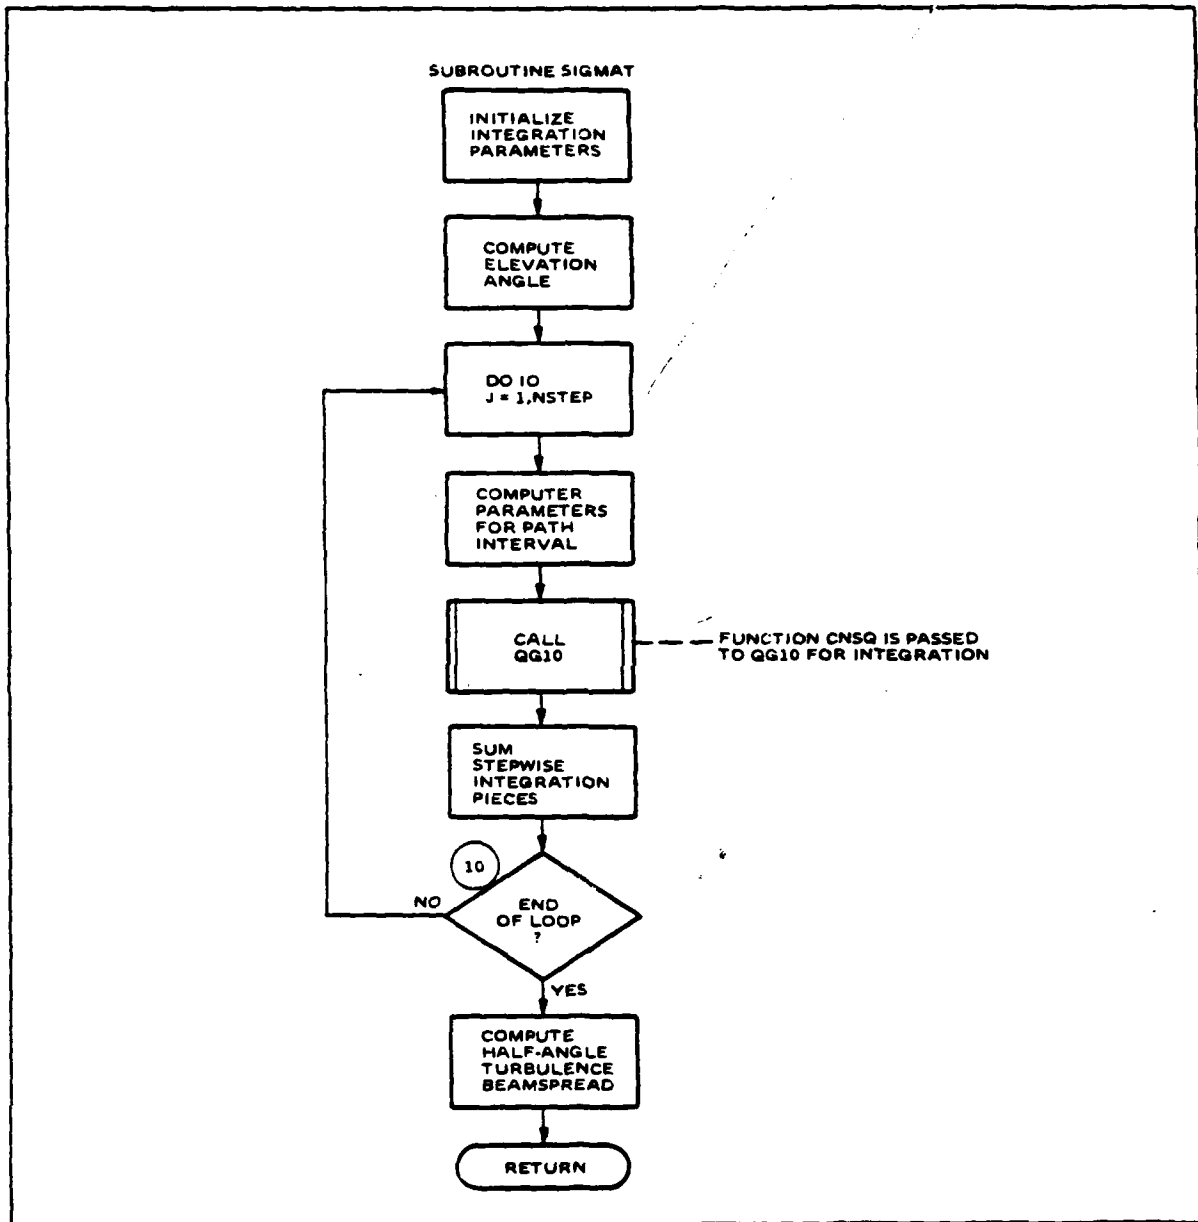 SUBROUTINE SIGMAT
INITIALIZE
INTEGRATION
PARAMETERS
COMPUTE
ELEVATION
ANGLE
DO 10
J = 1,NSTEP
COMPUTER
PARAMETERS
FOR PATH
INTERVAL
CALL
QG10
FUNCTION CNSQ IS PASSED
TO QG10 FOR INTEGRATION
SUM
STEPWISE
INTEGRATION
PIECES
10
NO
END
OF LOOP
?
YES
COMPUTE
HALF-ANGLE
TURBULENCE
BEAMSPREAD
RETURN